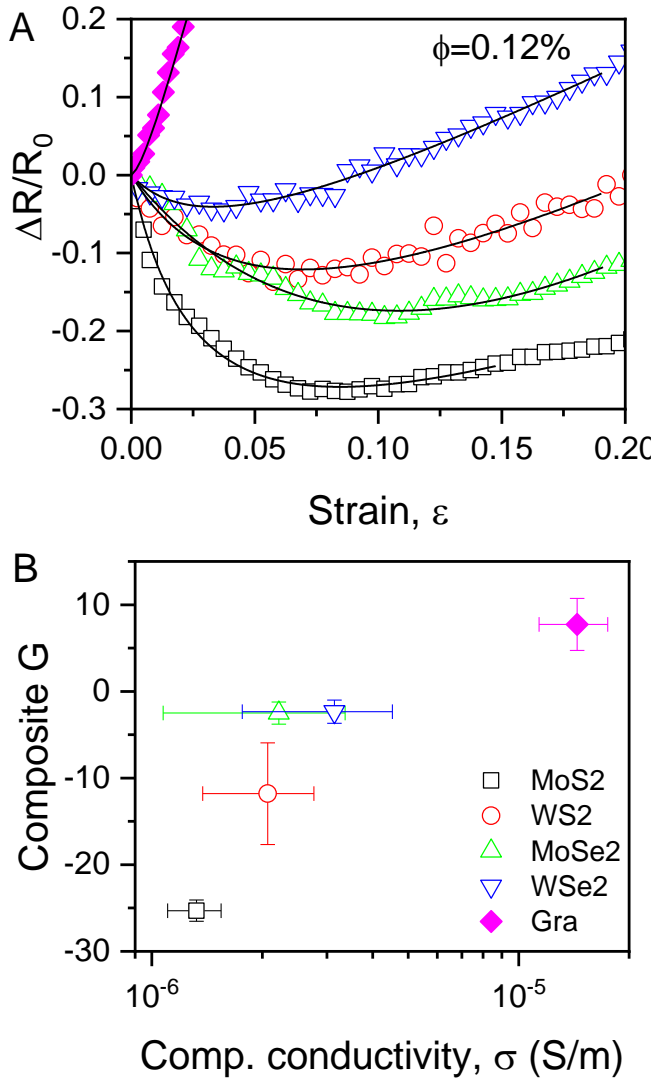 A
ϕ=0.12%
0.2
0.1
0.0
-0.1
-0.2
-0.3
ΔR/R0
0.00
0.05
0.10
0.15
0.20
Strain, ε
B
10
0
-10
-20
-30
Composite G
MoS2
WS2
MoSe2
WSe2
Gra
10-6
10-5
Comp. conductivity, σ (S/m)